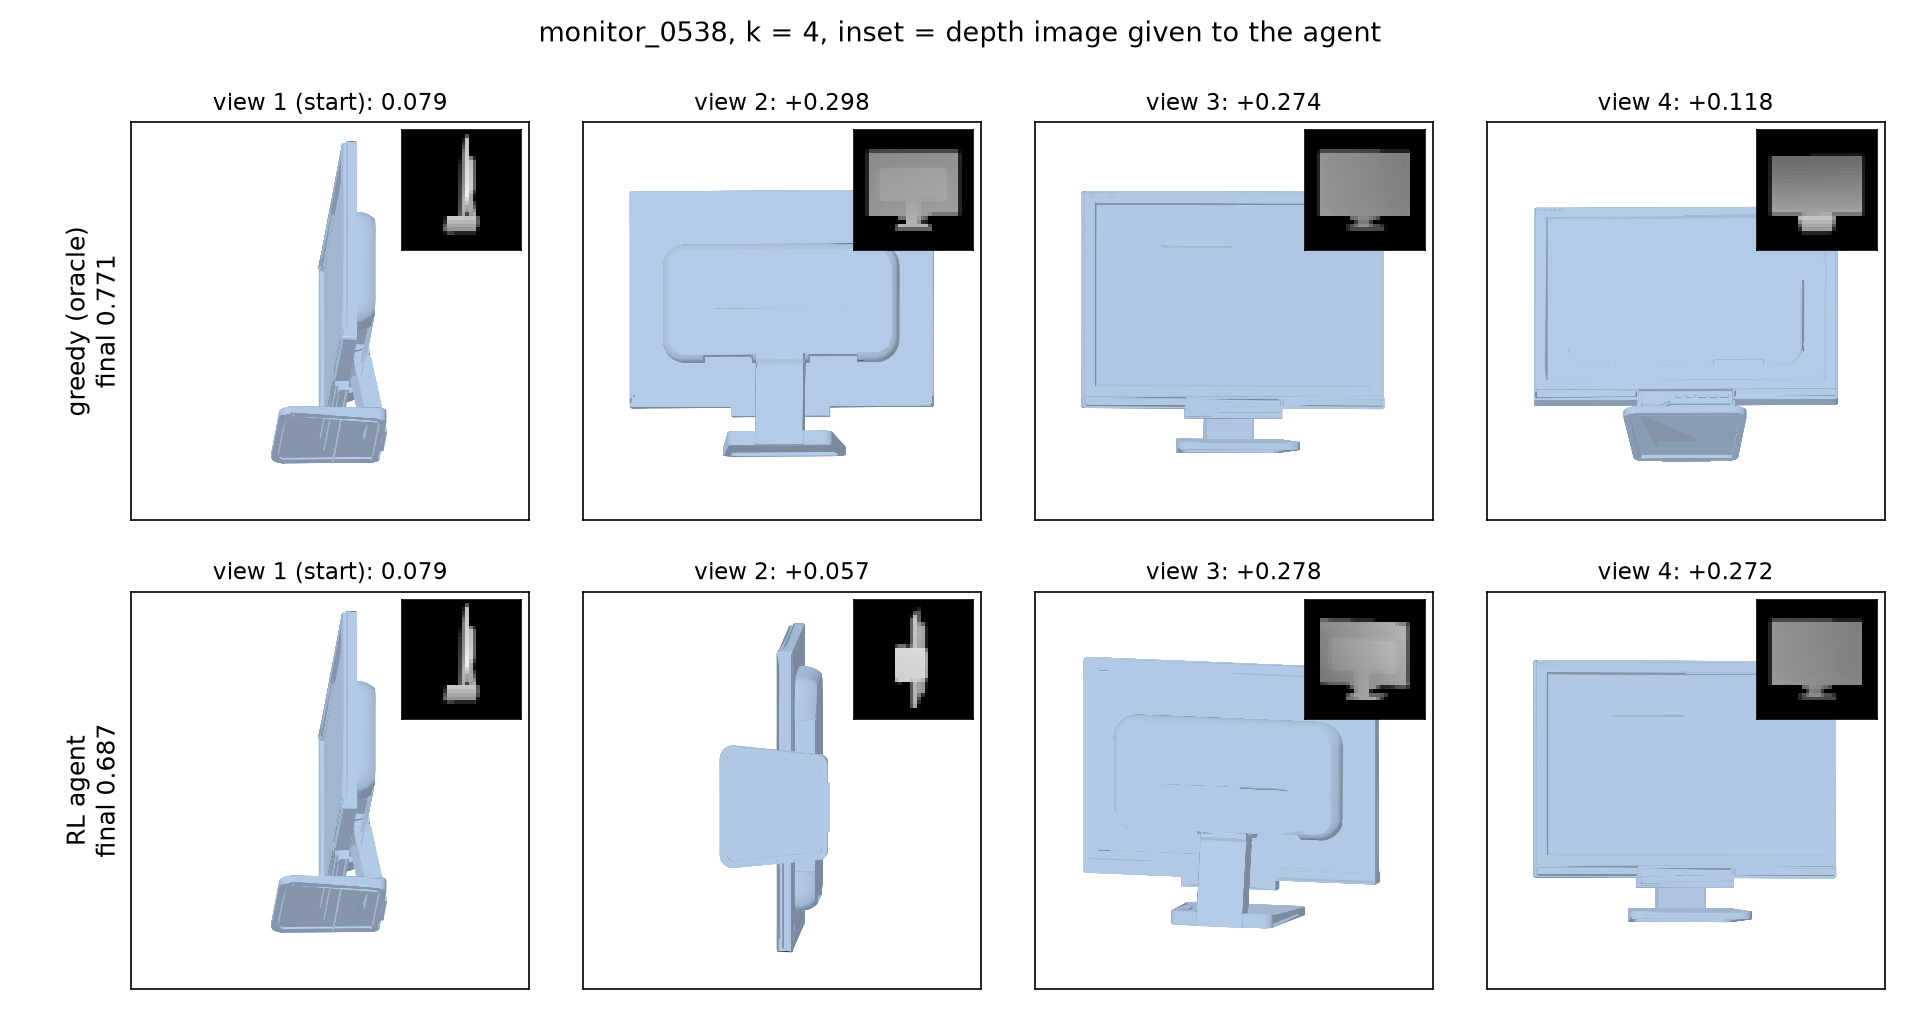 monitor_0538, k = 4, inset = depth image given to the agent
view 1 (start): 0.079
view 2: +0.298
view 3: +0.274
view 4: +0.118
greedy (oracle)
final 0.771
view 1 (start): 0.079
view 2: +0.057
view 3: +0.278
view 4: +0.272
RL agent
final 0.687